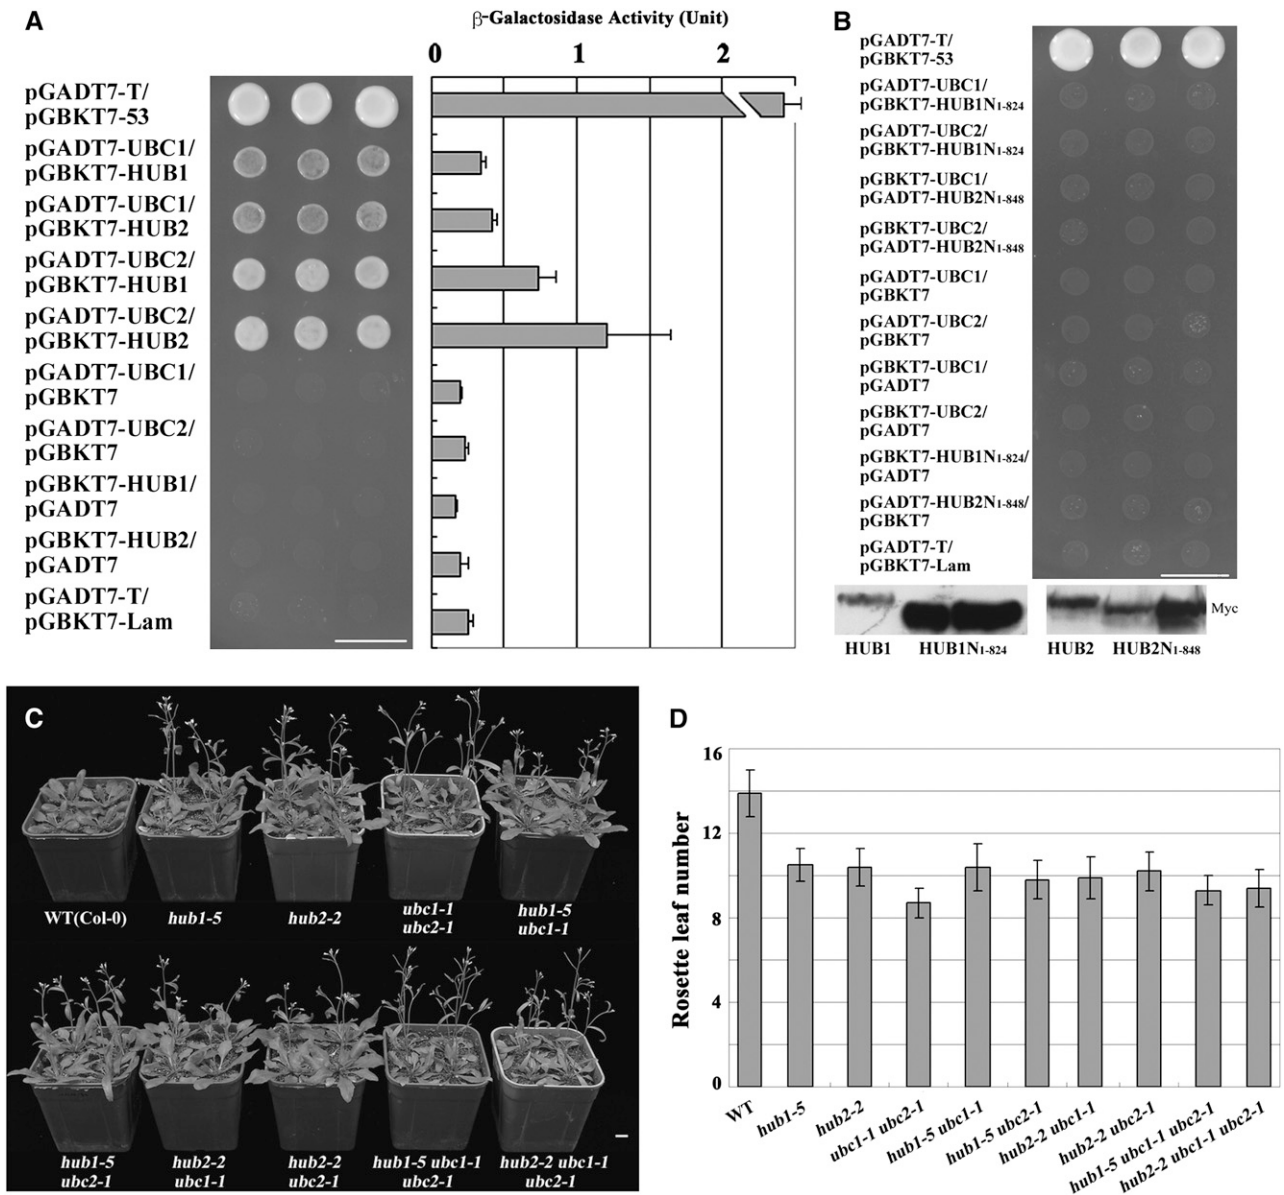 A
β-Galactosidase Activity (Unit)
0 1 2
pGADT7-T/
pGBKT7-53
pGADT7-UBC1/
pGBKT7-HUB1
pGADT7-UBC1/
pGBKT7-HUB2
pGADT7-UBC2/
pGBKT7-HUB1
pGADT7-UBC2/
pGBKT7-HUB2
pGADT7-UBC1/
pGBKT7
pGADT7-UBC2/
pGBKT7
pGBKT7-HUB1/
pGADT7
pGBKT7-HUB2/
pGADT7
pGADT7-T/
pGBKT7-Lam
B
pGADT7-T/
pGBKT7-53
pGADT7-UBC1/
pGBKT7-HUB1N1-824
pGADT7-UBC2/
pGBKT7-HUB1N1-824
pGBKT7-UBC1/
pGADT7-HUB2N1-848
pGBKT7-UBC2/
pGADT7-HUB2N1-848
pGADT7-UBC1/
pGBKT7
pGADT7-UBC2/
pGBKT7
pGBKT7-UBC1/
pGADT7
pGBKT7-UBC2/
pGADT7
pGBKT7-HUB1N1-824/
pGADT7
pGADT7-HUB2N1-848/
pGBKT7
pGADT7-T/
pGBKT7-Lam
Myc
HUB1 HUB1N1-824 HUB2 HUB2N1-848
C
WT(Col-0)
hub1-5
hub2-2
ubc1-1
ubc2-1
hub1-5
ubc1-1
hub1-5
ubc2-1
hub2-2
ubc1-1
hub2-2
ubc2-1
hub1-5 ubc1-1
ubc2-1
hub2-2 ubc1-1
ubc2-1
D
Rosette leaf number
16
12
8
4
0
WT
hub1-5
hub2-2
ubc1-1 ubc2-1
hub1-5 ubc1-1
hub1-5 ubc2-1
hub2-2 ubc1-1
hub2-2 ubc2-1
hub1-5 ubc1-1 ubc2-1
hub2-2 ubc1-1 ubc2-1